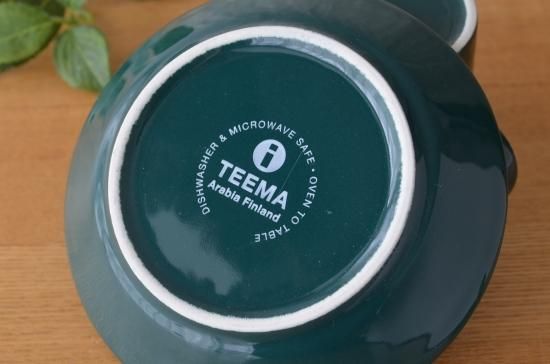 DISHWASHER & MICROWAVE SAFE • OVEN TO TABLE
i
TEEMA
Arabia Finland